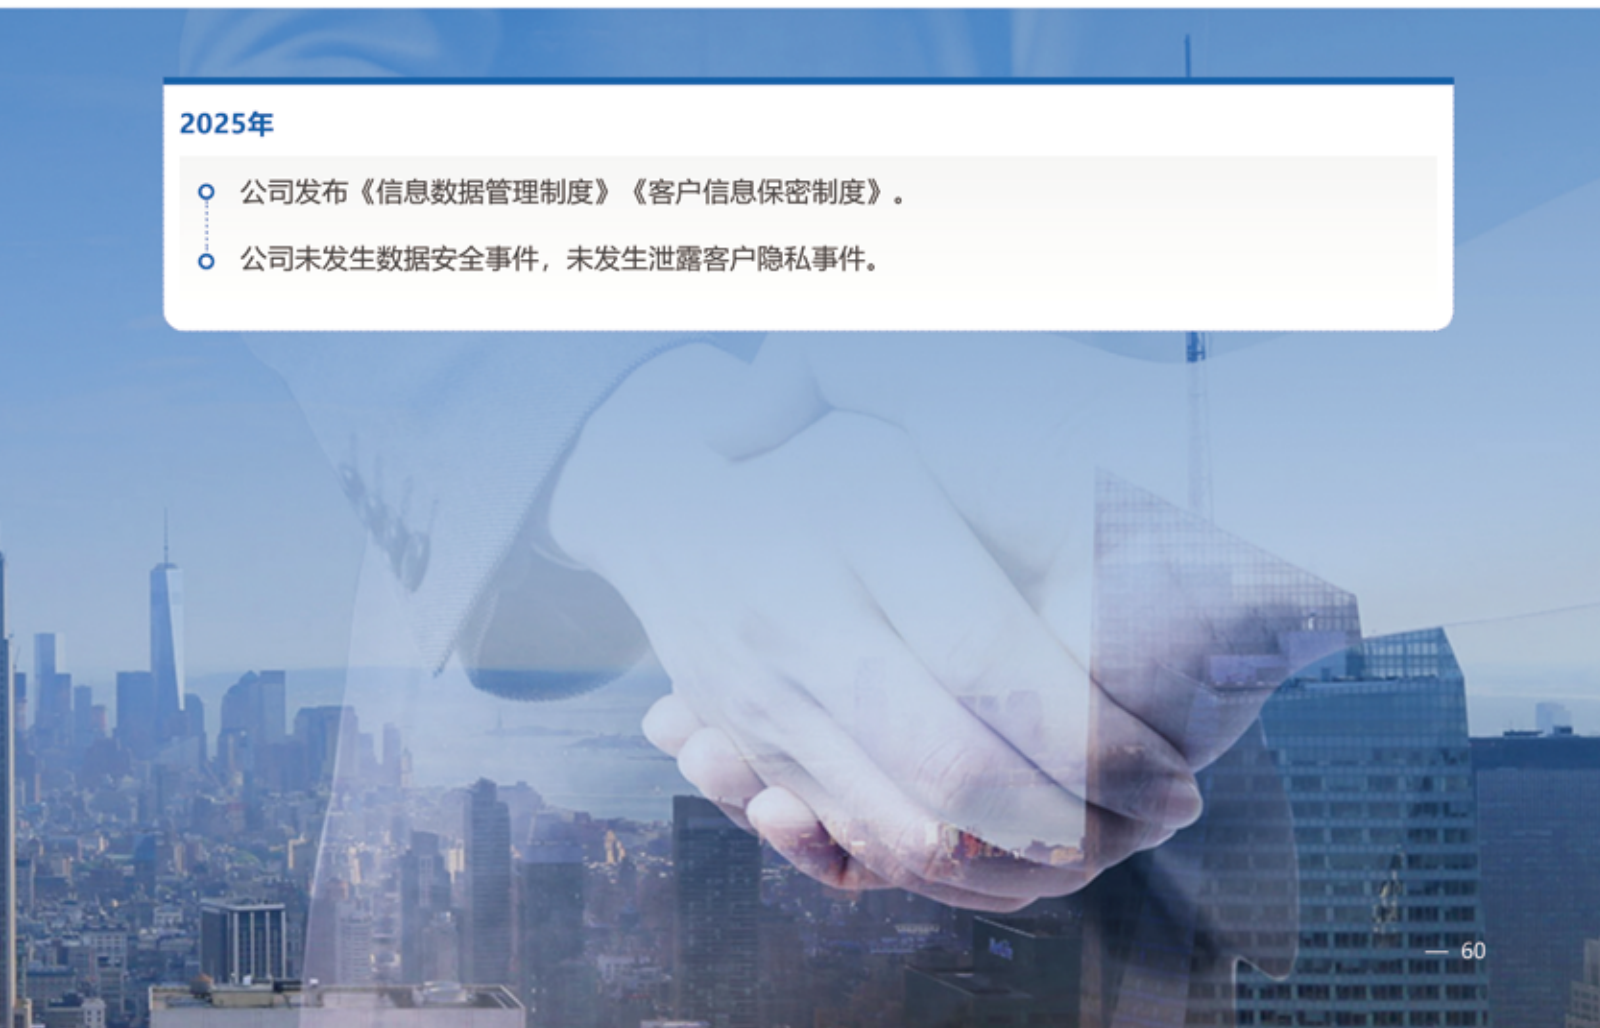 2025年
公司发布《信息数据管理制度》《客户信息保密制度》。
公司未发生数据安全事件，未发生泄露客户隐私事件。
— 60